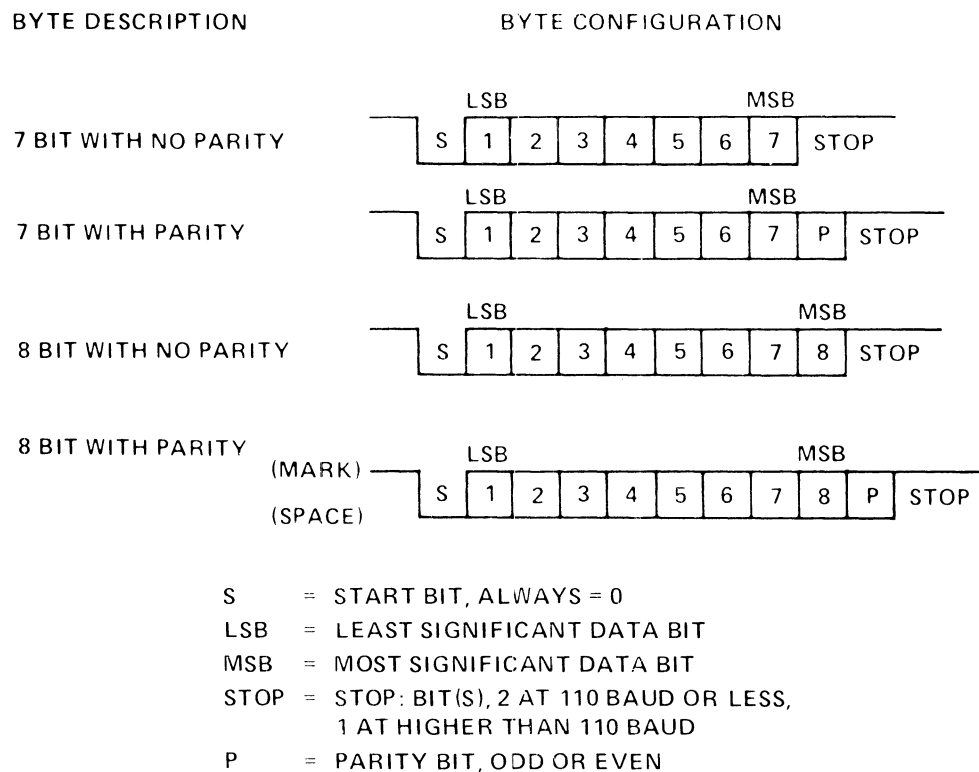 BYTE DESCRIPTION BYTE CONFIGURATION
LSB MSB
7 BIT WITH NO PARITY S 1 2 3 4 5 6 7 STOP
LSB MSB
7 BIT WITH PARITY S 1 2 3 4 5 6 7 P STOP
LSB MSB
8 BIT WITH NO PARITY S 1 2 3 4 5 6 7 8 STOP
8 BIT WITH PARITY LSB MSB
(MARK)
S 1 2 3 4 5 6 7 8 P STOP
(SPACE)
S = START BIT, ALWAYS = 0
LSB = LEAST SIGNIFICANT DATA BIT
MSB = MOST SIGNIFICANT DATA BIT
STOP = STOP: BIT(S), 2 AT 110 BAUD OR LESS,
1 AT HIGHER THAN 110 BAUD
P = PARITY BIT, ODD OR EVEN